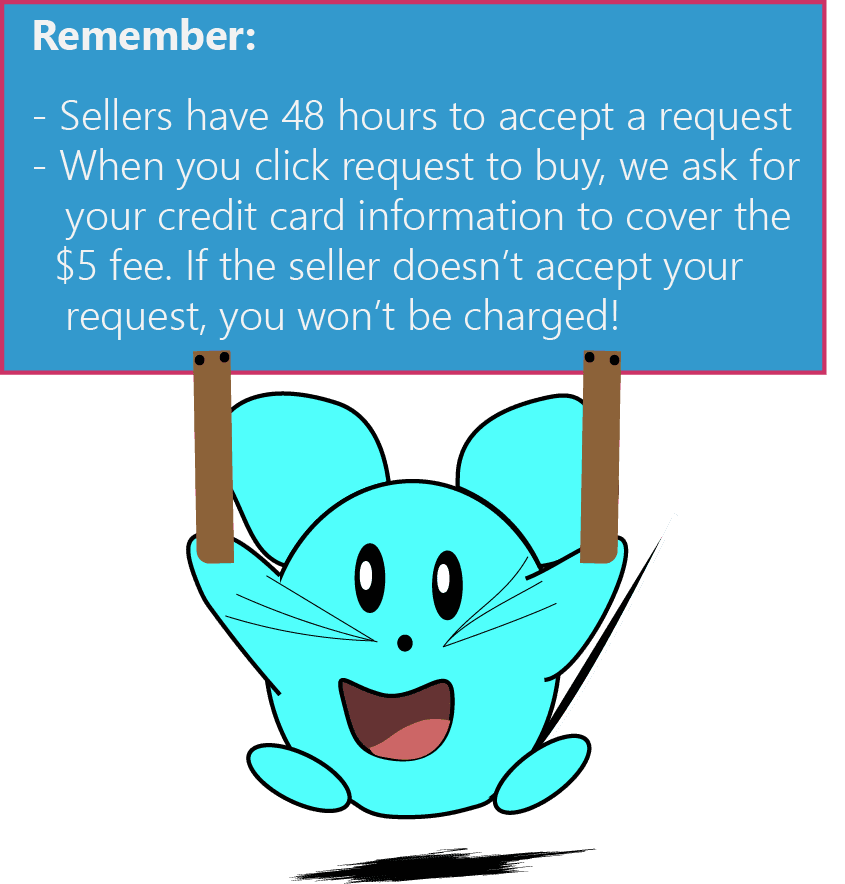 Remember:
- Sellers have 48 hours to accept a request
- When you click request to buy, we ask for
your credit card information to cover the
$5 fee. If the seller doesn’t accept your
request, you won’t be charged!